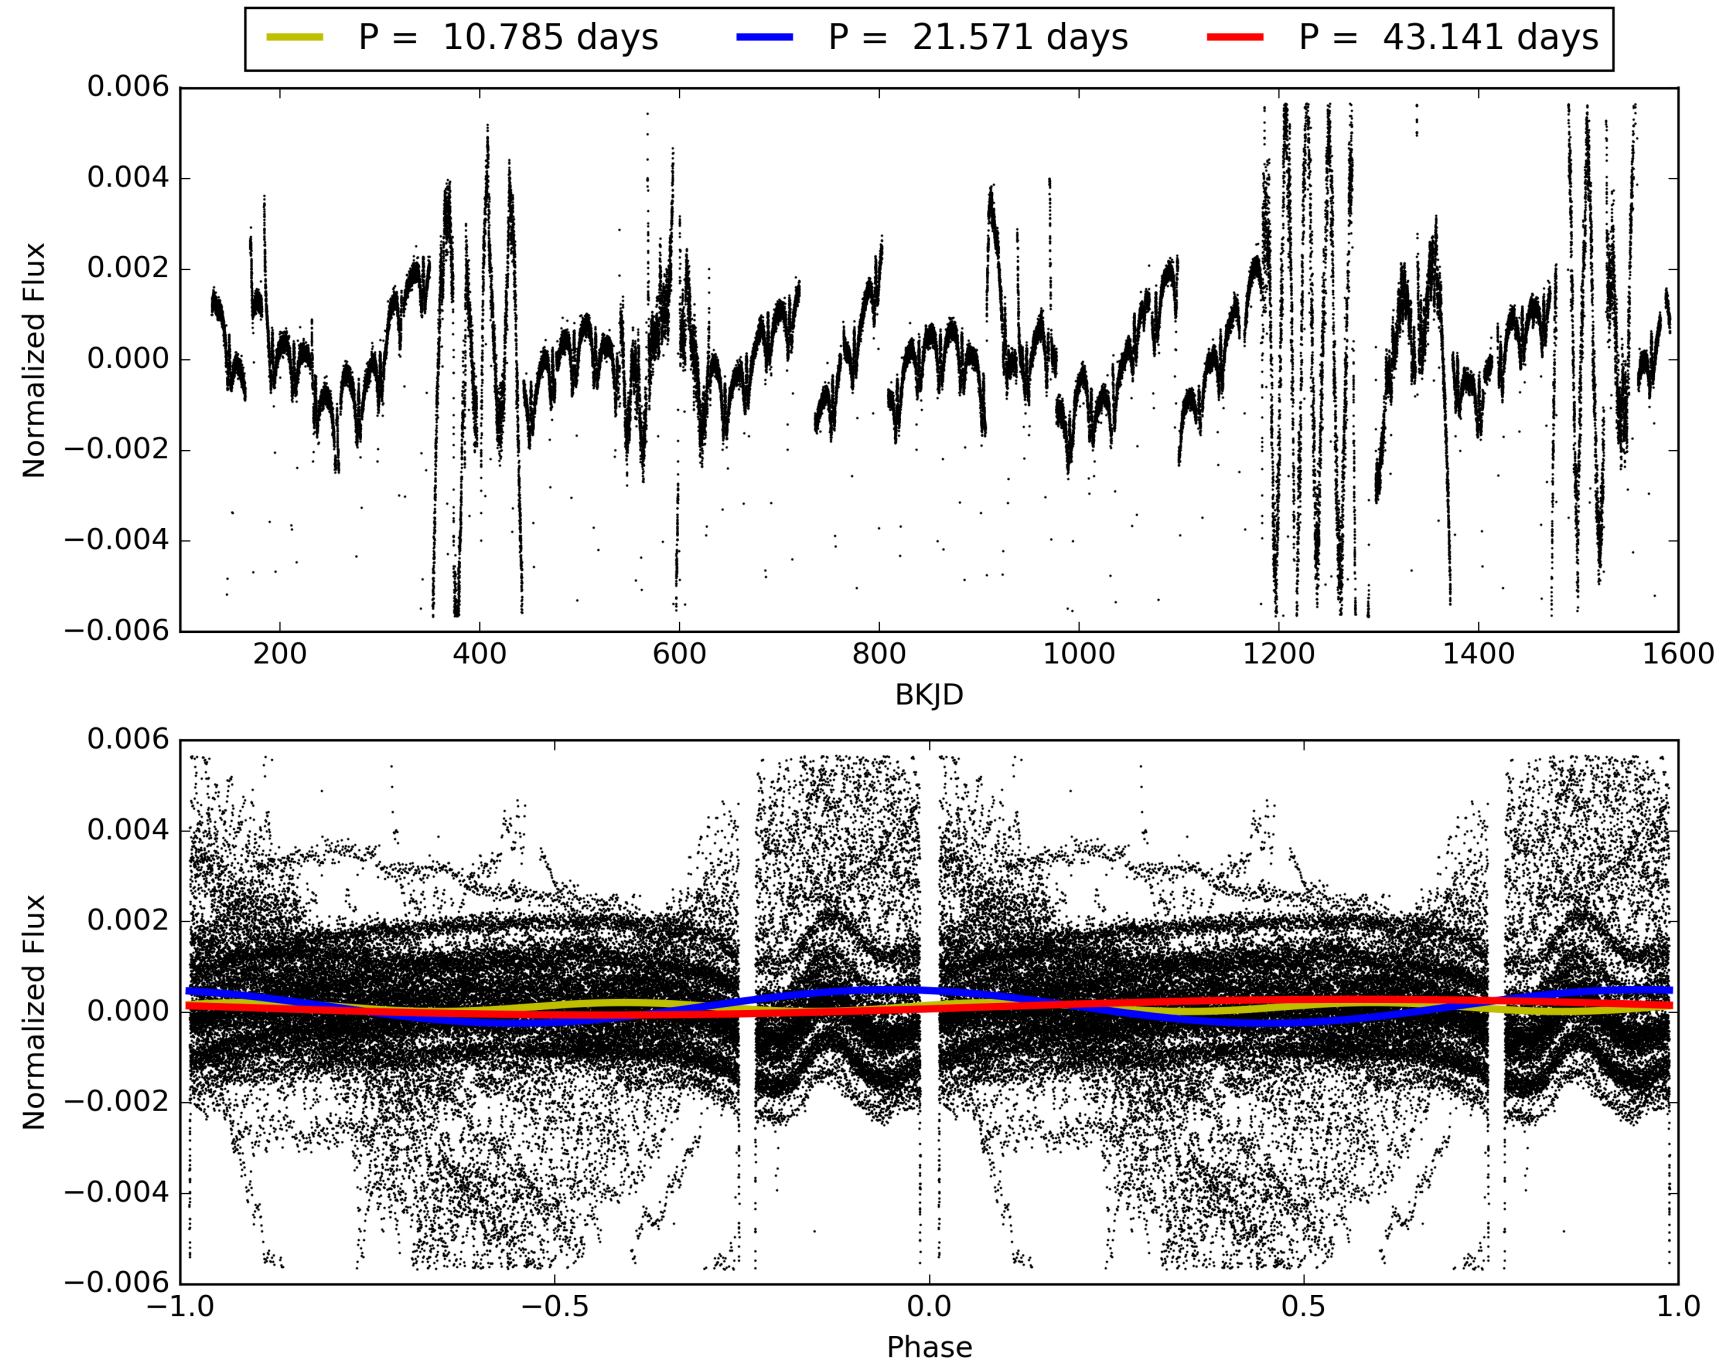 P = 10.785 days P = 21.571 days P = 43.141 days
0.006
0.004
0.002
0.000
−0.002
−0.004
−0.006
Normalized Flux
200 400 600 800 1000 1200 1400 1600
BKJD
0.006
0.004
0.002
0.000
−0.002
−0.004
−0.006
Normalized Flux
−1.0 −0.5 0.0 0.5 1.0
Phase